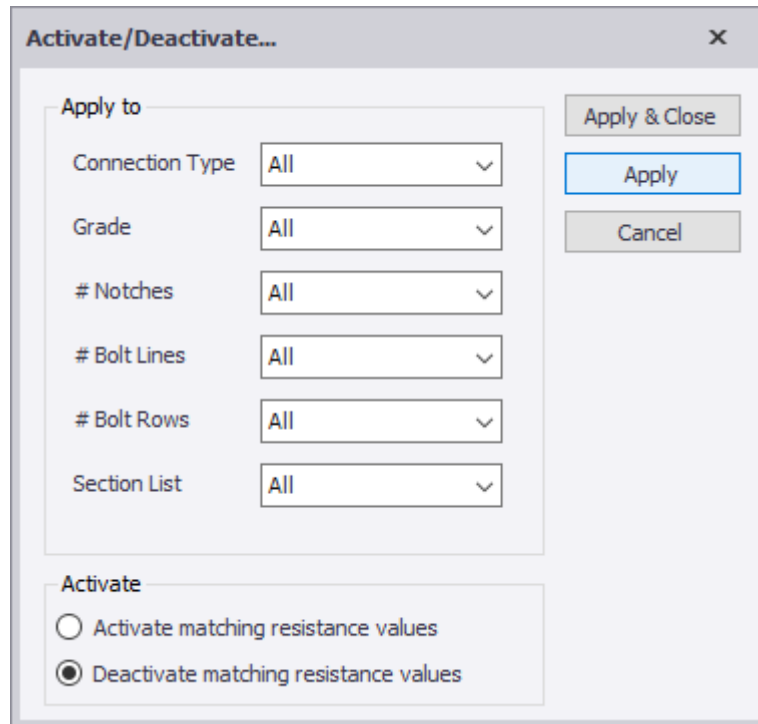 Activate/Deactivate...
Apply to
Connection Type All
Grade All
# Notches All
# Bolt Lines All
# Bolt Rows All
Section List All
Apply & Close
Apply
Cancel
Activate
Activate matching resistance values
Deactivate matching resistance values